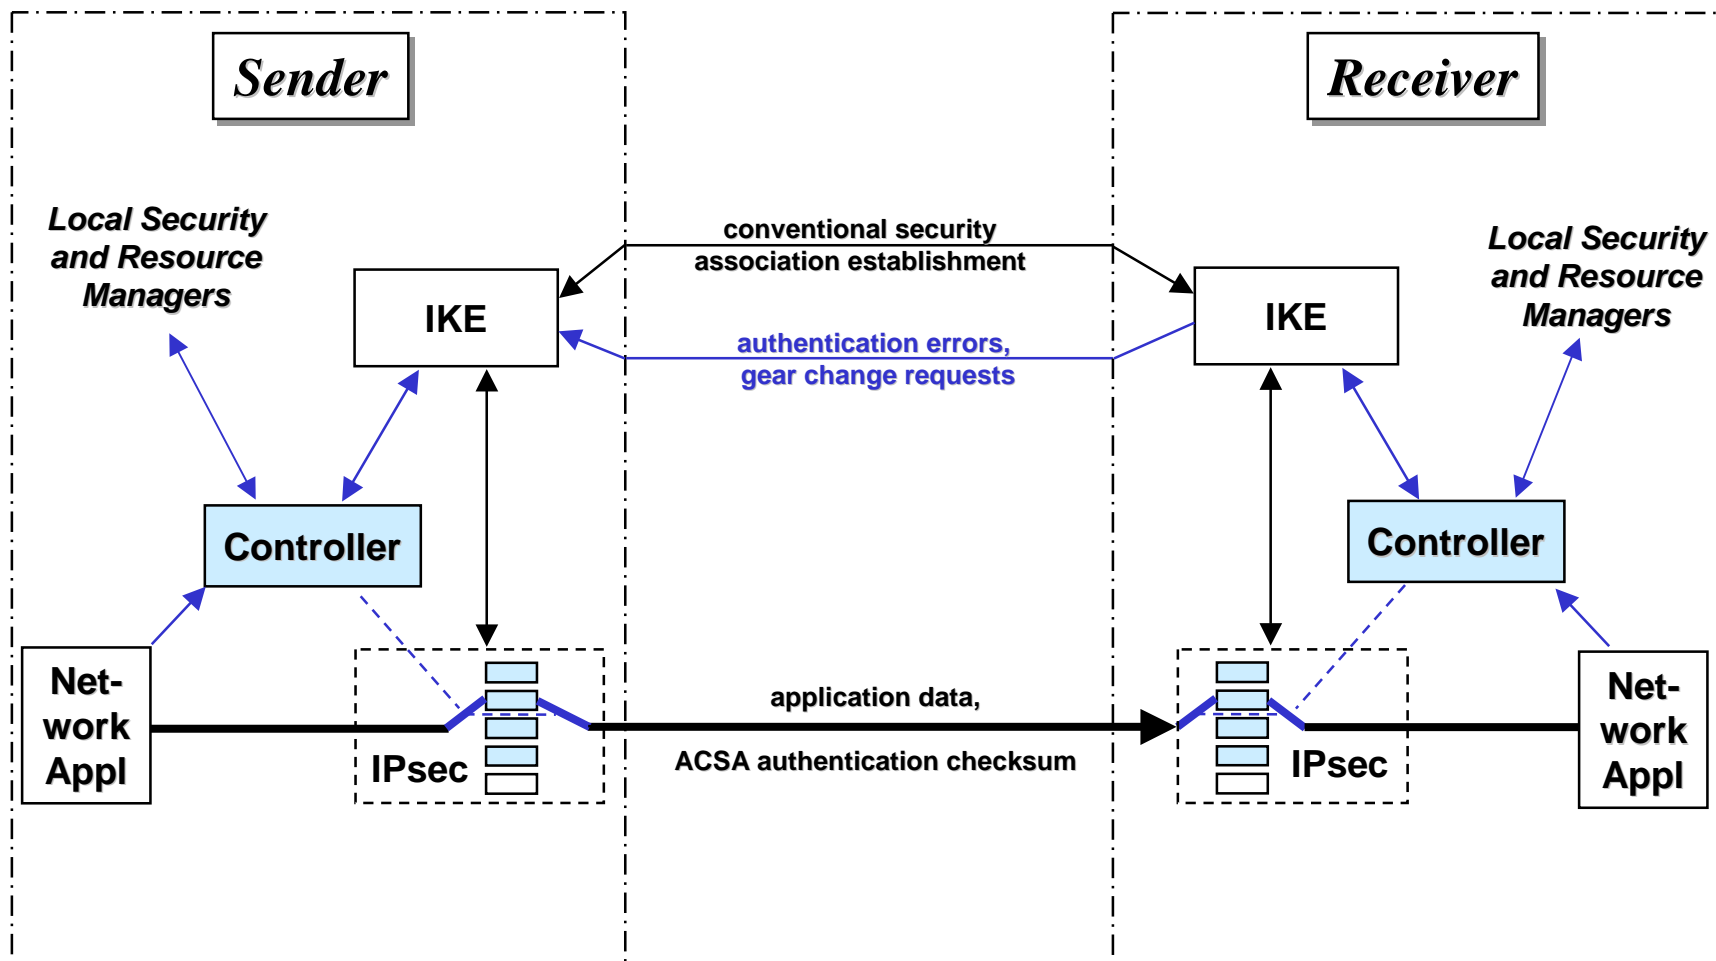 Sender
Receiver
Local Security
and Resource
Managers
conventional security
association establishment
Local Security
and Resource
Managers
IKE
IKE
authentication errors,
gear change requests
Controller
Controller
Net-
work
Appl
IPsec
application data,
ACSA authentication checksum
IPsec
Net-
work
Appl